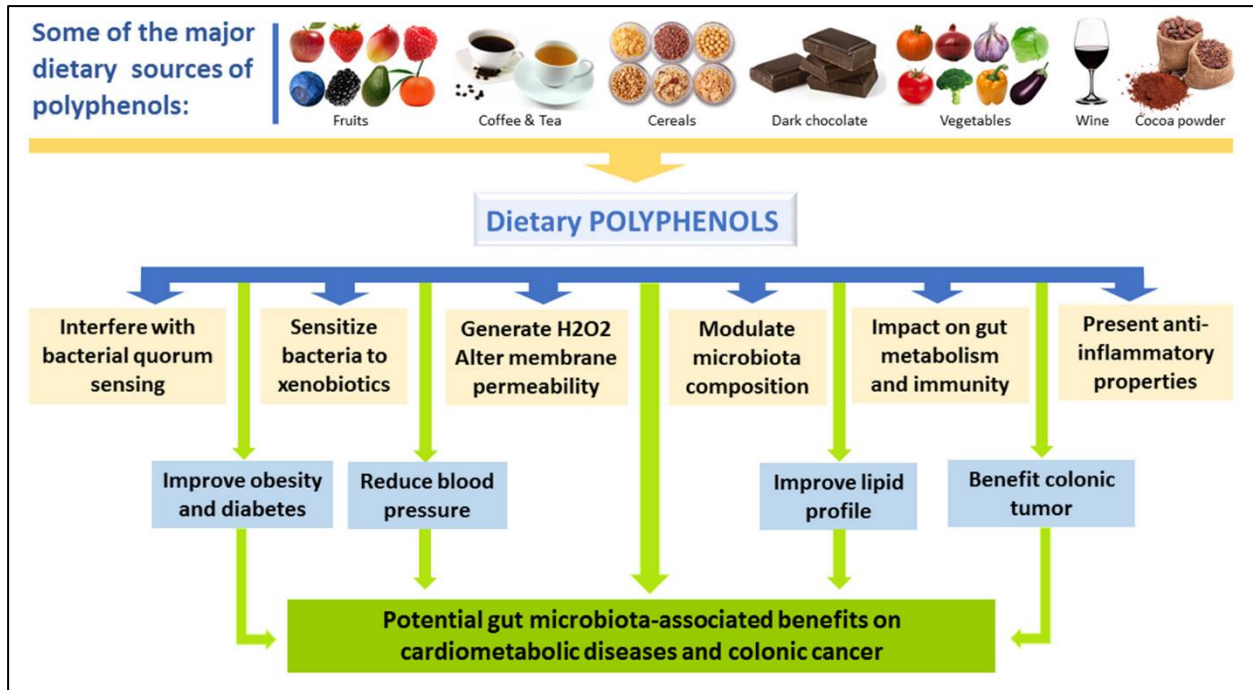 Some of the major
dietary sources of
polyphenols:
Fruits
Coffee & Tea
Cereals
Dark chocolate
Vegetables
Wine
Cocoa powder
Dietary POLYPHENOLS
Interfere with
bacterial quorum
sensing
Sensitize
bacteria to
xenobiotics
Generate H2O2
Alter membrane
permeability
Modulate
microbiota
composition
Impact on gut
metabolism
and immunity
Present anti-
inflammatory
properties
Improve obesity
and diabetes
Reduce blood
pressure
Improve lipid
profile
Benefit colonic
tumor
Potential gut microbiota-associated benefits on
cardiometabolic diseases and colonic cancer